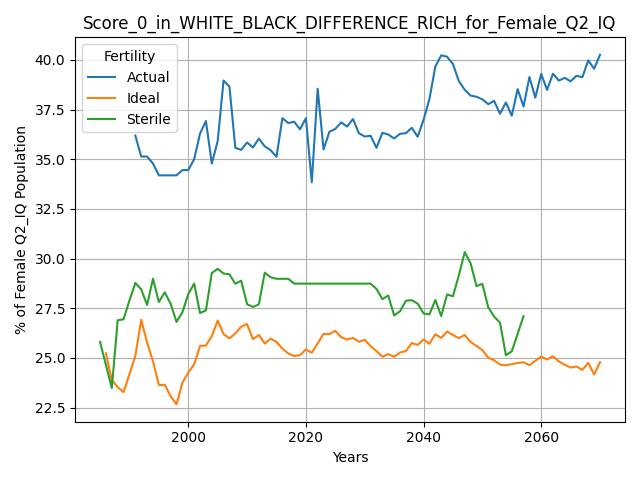 Score_0_in_WHITE_BLACK_DIFFERENCE_RICH_for_Female_Q2_IQ
Fertility
Actual
Ideal
Sterile
% of Female Q2_IQ Population
40.0
37.5
35.0
32.5
30.0
27.5
25.0
22.5
2000
2020
2040
2060
Years